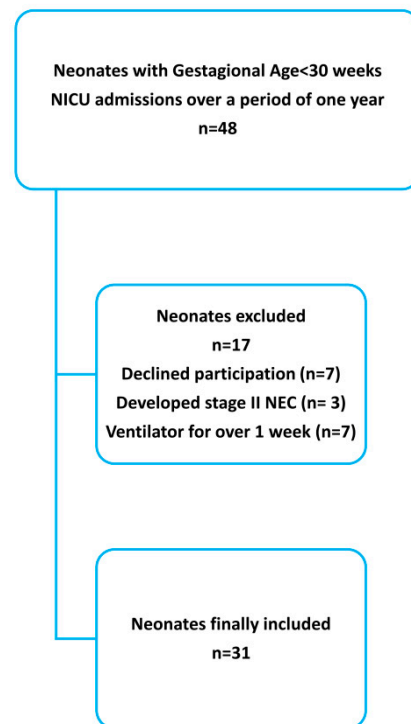 Neonates with Gestagional Age<30 weeks
NICU admissions over a period of one year
n=48
Neonates excluded
n=17
Declined participation (n=7)
Developed stage II NEC (n= 3)
Ventilator for over 1 week (n=7)
Neonates finally included
n=31